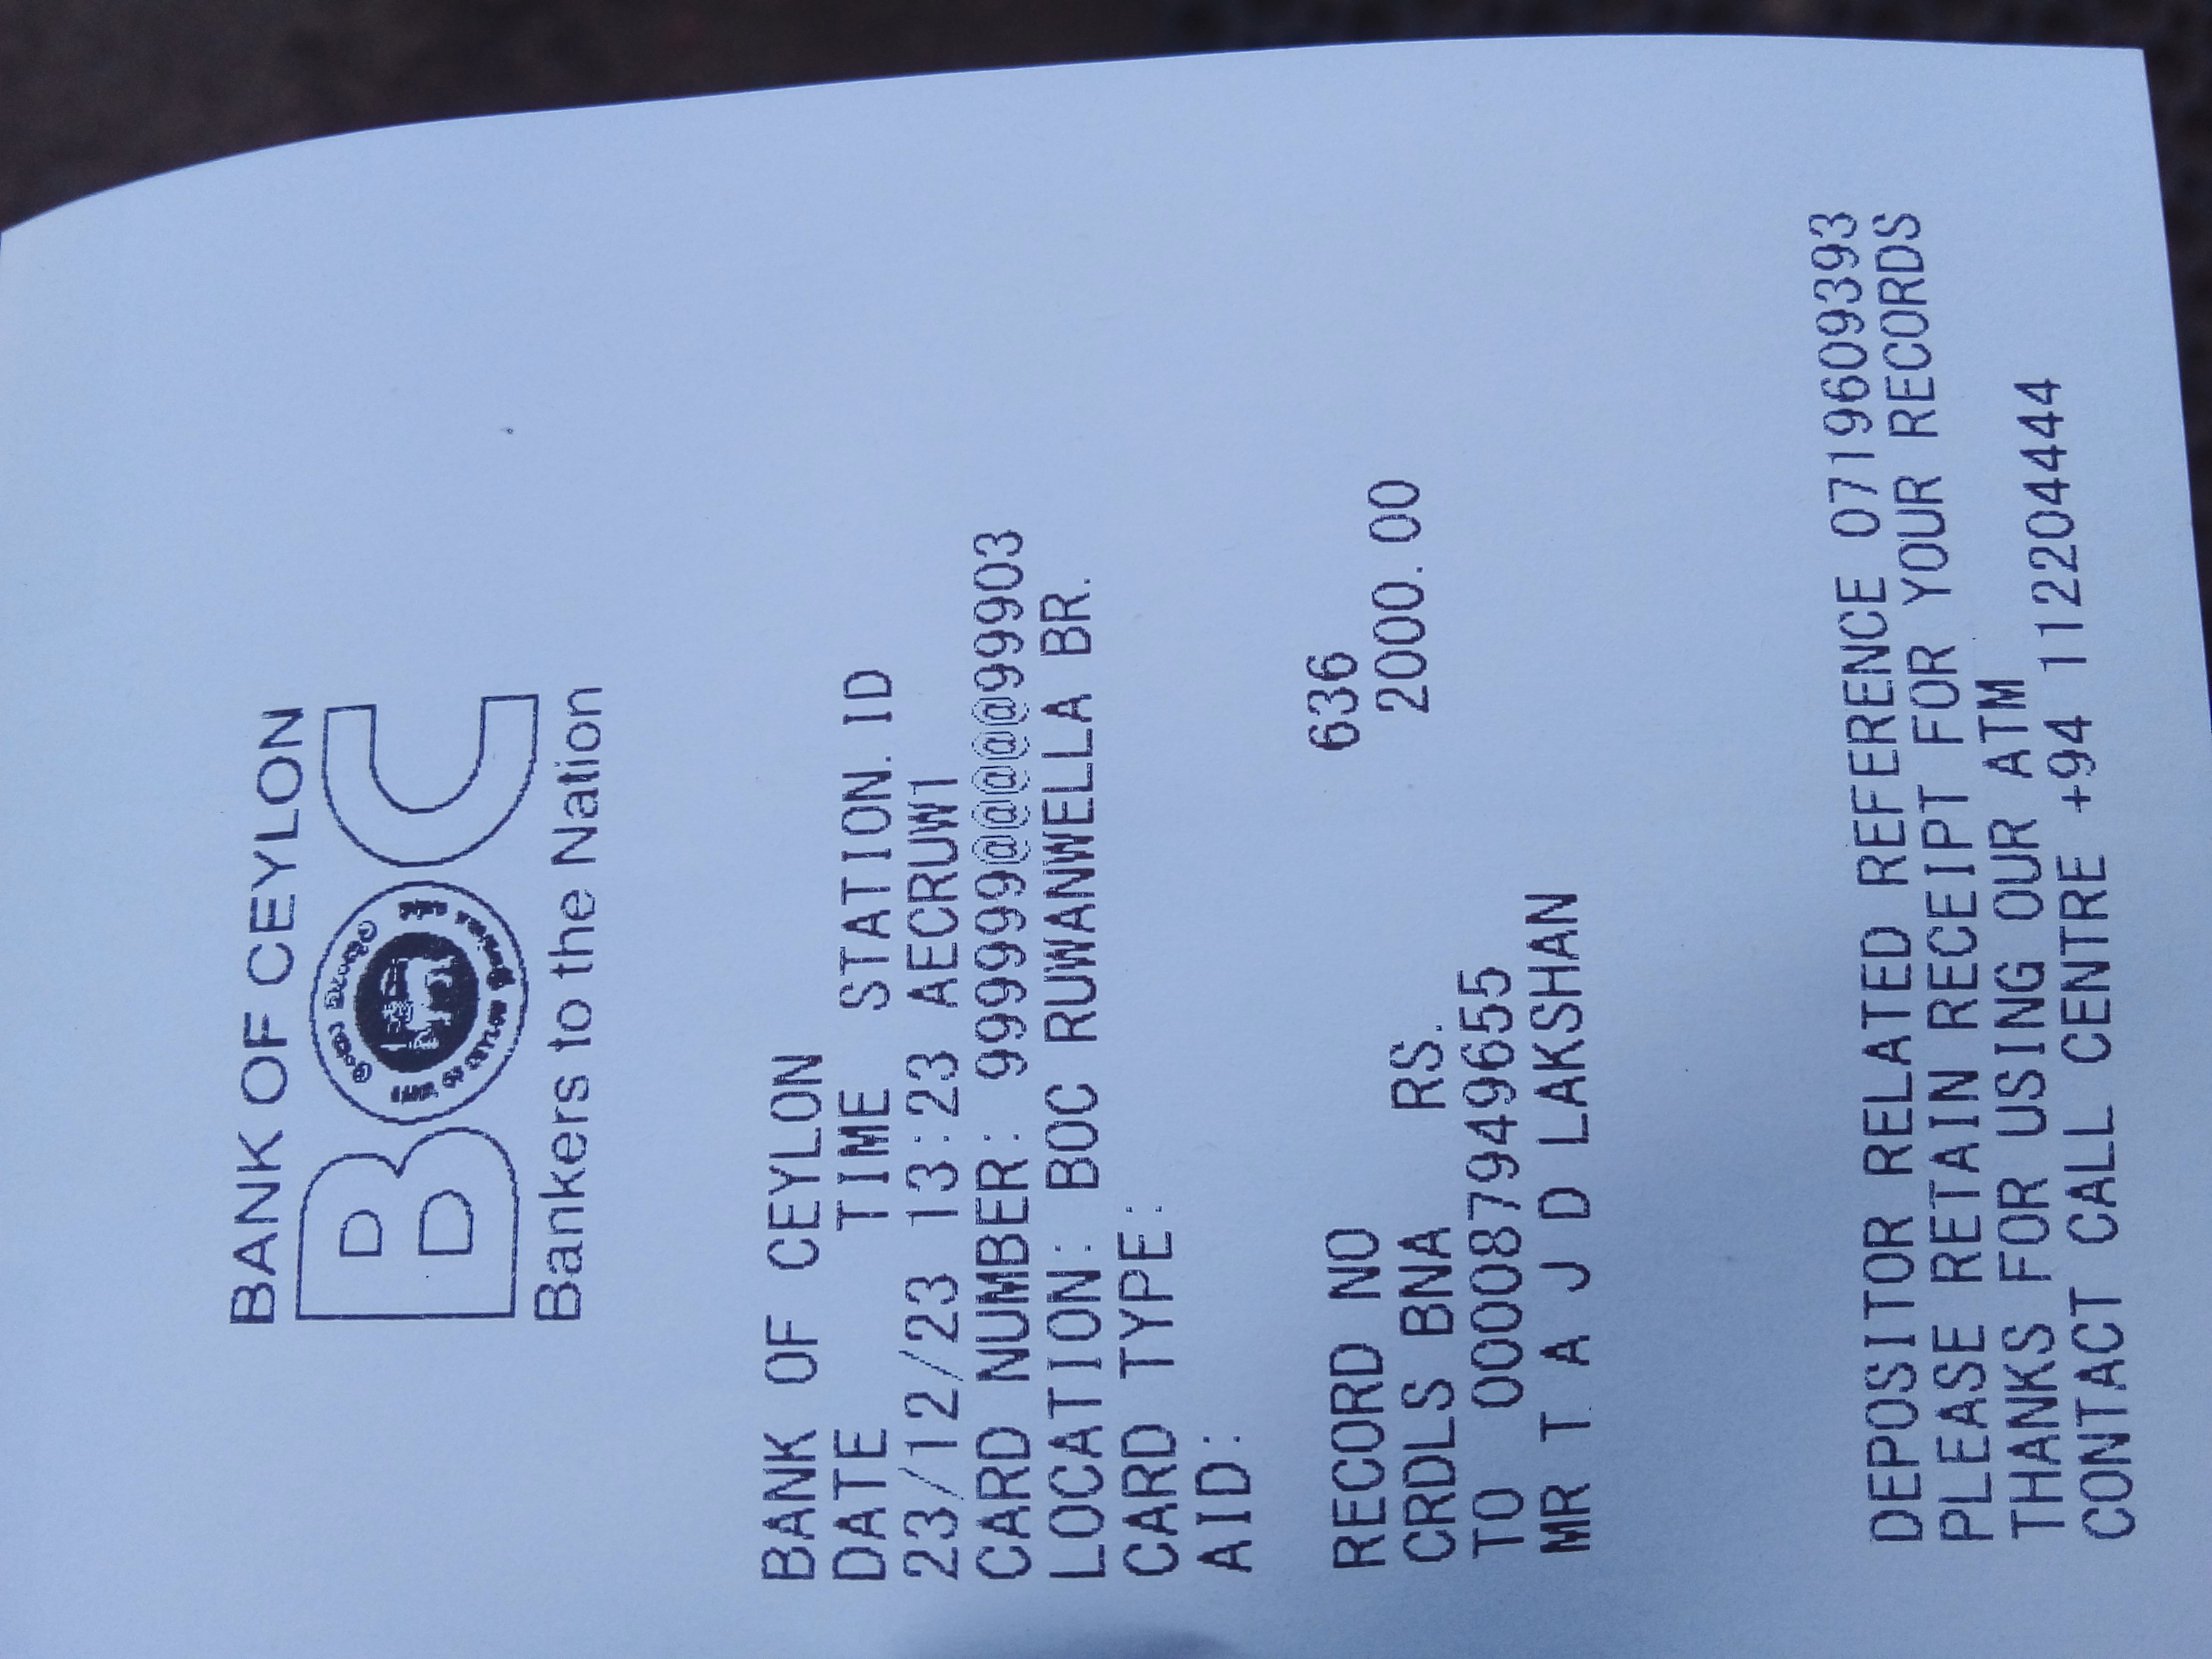 BANK OF CEYLON
BOC
Bankers to the Nation
BANK OF CEYLON
DATE TIME STATION.ID
23/12/23 13:23 AECRUW1
CARD NUMBER: 999999@@@@@@99903
LOCATION: BOC RUWANWELLA BR.
CARD TYPE:
AID:
RECORD NO 636
CRDLS BNA RS. 2000.00
TO 000087949655
MR T A J D LAKSHAN
DEPOSITOR RELATED REFERENCE 0719609393
PLEASE RETAIN RECEIPT FOR YOUR RECORDS
THANKS FOR USING OUR ATM
CONTACT CALL CENTRE +94 112204444